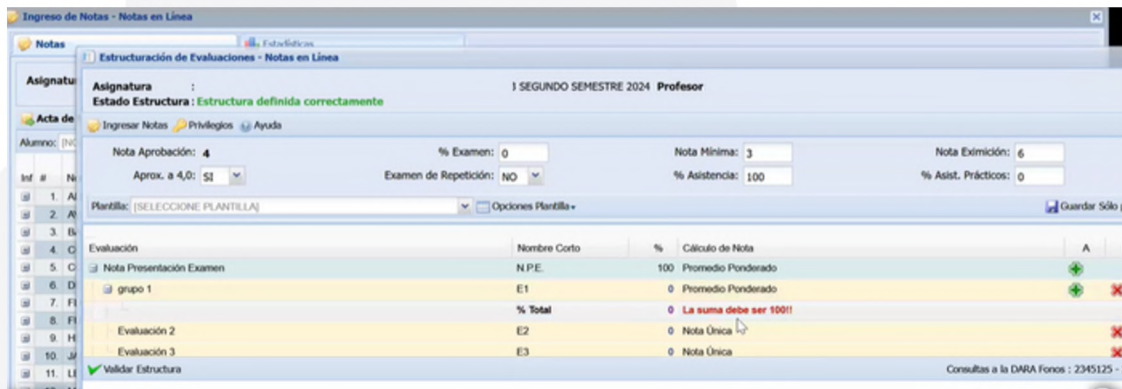 Ingreso de Notas - Notas en Línea
Notas
Estadísticas
Estructuración de Evaluaciones - Notas en Línea
Asignatura : SEGUNDO SEMESTRE 2024 Profesor
Estado Estructura : Estructura definida correctamente
Acta de
Ingresar Notas Privilegios Ayuda
Alumno:
Nota Aprobación: 4 % Examen: 0 Nota Mínima: 3 Nota Eximición: 6
Aprox. a 4,0: SI Examen de Repetición: NO % Asistencia: 100 % Asist. Prácticos: 0
Inf #
Plantilla: [SELECCIONE PLANTILLA] Opciones Plantilla Guardar Sólo
1.
2.
3.
4.
5.
6.
7.
8.
9.
10.
11.
Evaluación Nombre Corto % Cálculo de Nota A
Nota Presentación Examen N.P.E. 100 Promedio Ponderado
grupo 1 E1 0 Promedio Ponderado
% Total 0 La suma debe ser 100!!
Evaluación 2 E2 0 Nota Única
Evaluación 3 E3 0 Nota Única
Validar Estructura Consultas a la DARA Fonos : 2345125 -